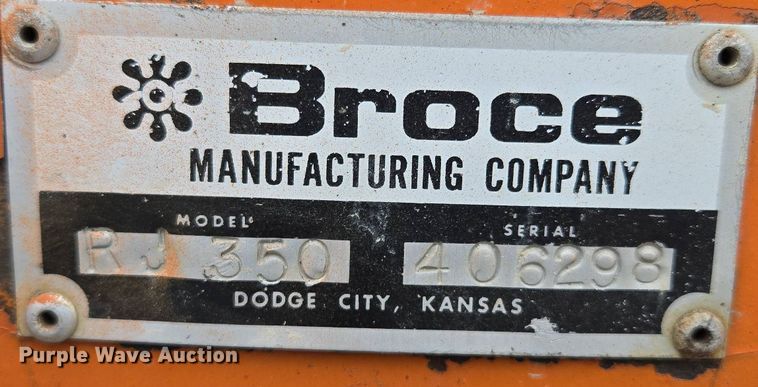 Broce
MANUFACTURING COMPANY
MODEL SERIAL
RJ 350 406298
DODGE CITY, KANSAS
Purple Wave Auction